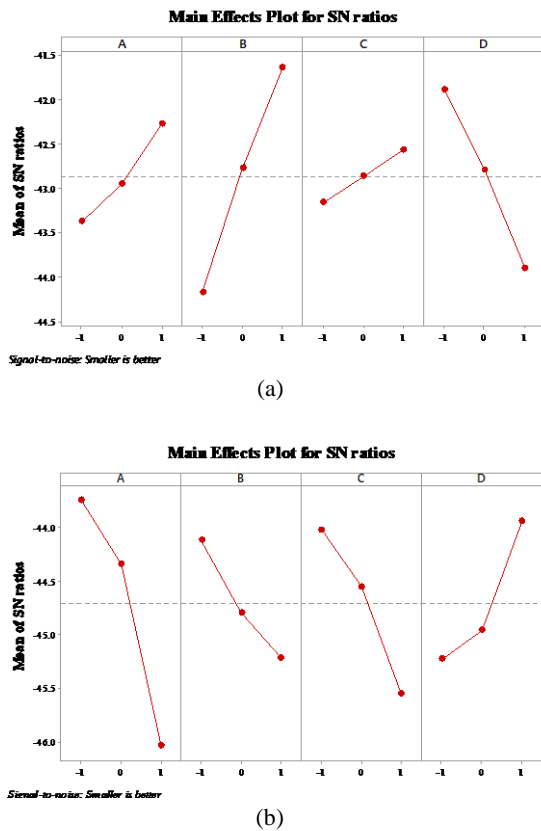 Main Effects Plot for SN ratios
A B C D
-41.5
-42.0
-42.5
-43.0
-43.5
-44.0
-44.5
Mean of SN ratios
-1 0 1 -1 0 1 -1 0 1 -1 0 1
Signal-to-noise: Smaller is better
(a)
Main Effects Plot for SN ratios
A B C D
-44.0
-44.5
-45.0
-45.5
-46.0
Mean of SN ratios
-1 0 1 -1 0 1 -1 0 1 -1 0 1
Signal-to-noise: Smaller is better
(b)